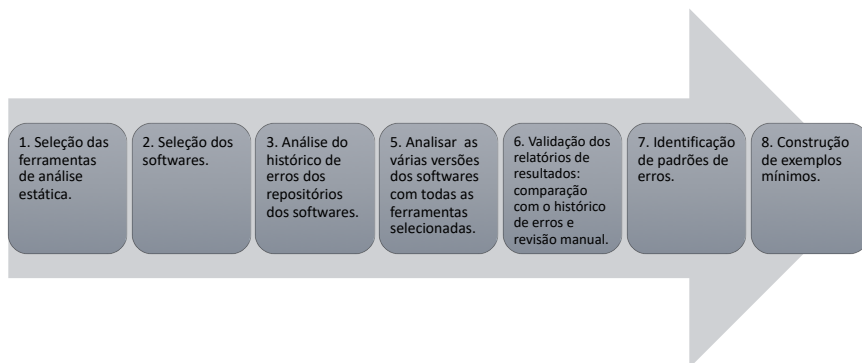 1. Seleção das
ferramentas
de análise
estática.
2. Seleção dos
softwares.
3. Análise do
histórico de
erros dos
repositórios
dos softwares.
5. Analisar as
várias versões
dos softwares
com todas as
ferramentas
selecionadas.
6. Validação dos
relatórios de
resultados:
comparação
com o histórico
de erros e
revisão manual.
7. Identificação
de padrões de
erros.
8. Construção
de exemplos
mínimos.